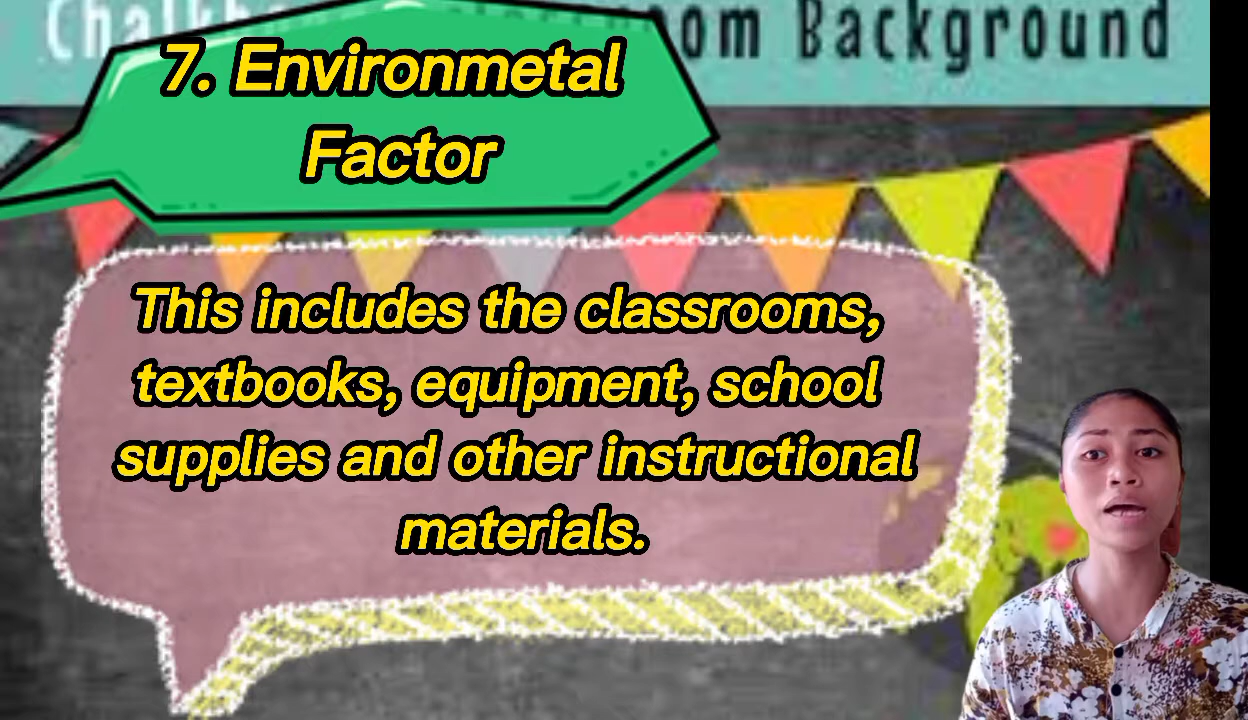 7. Environmetal
Factor
om Background
This includes the classrooms,
textbooks, equipment, school
supplies and other instructional
materials.